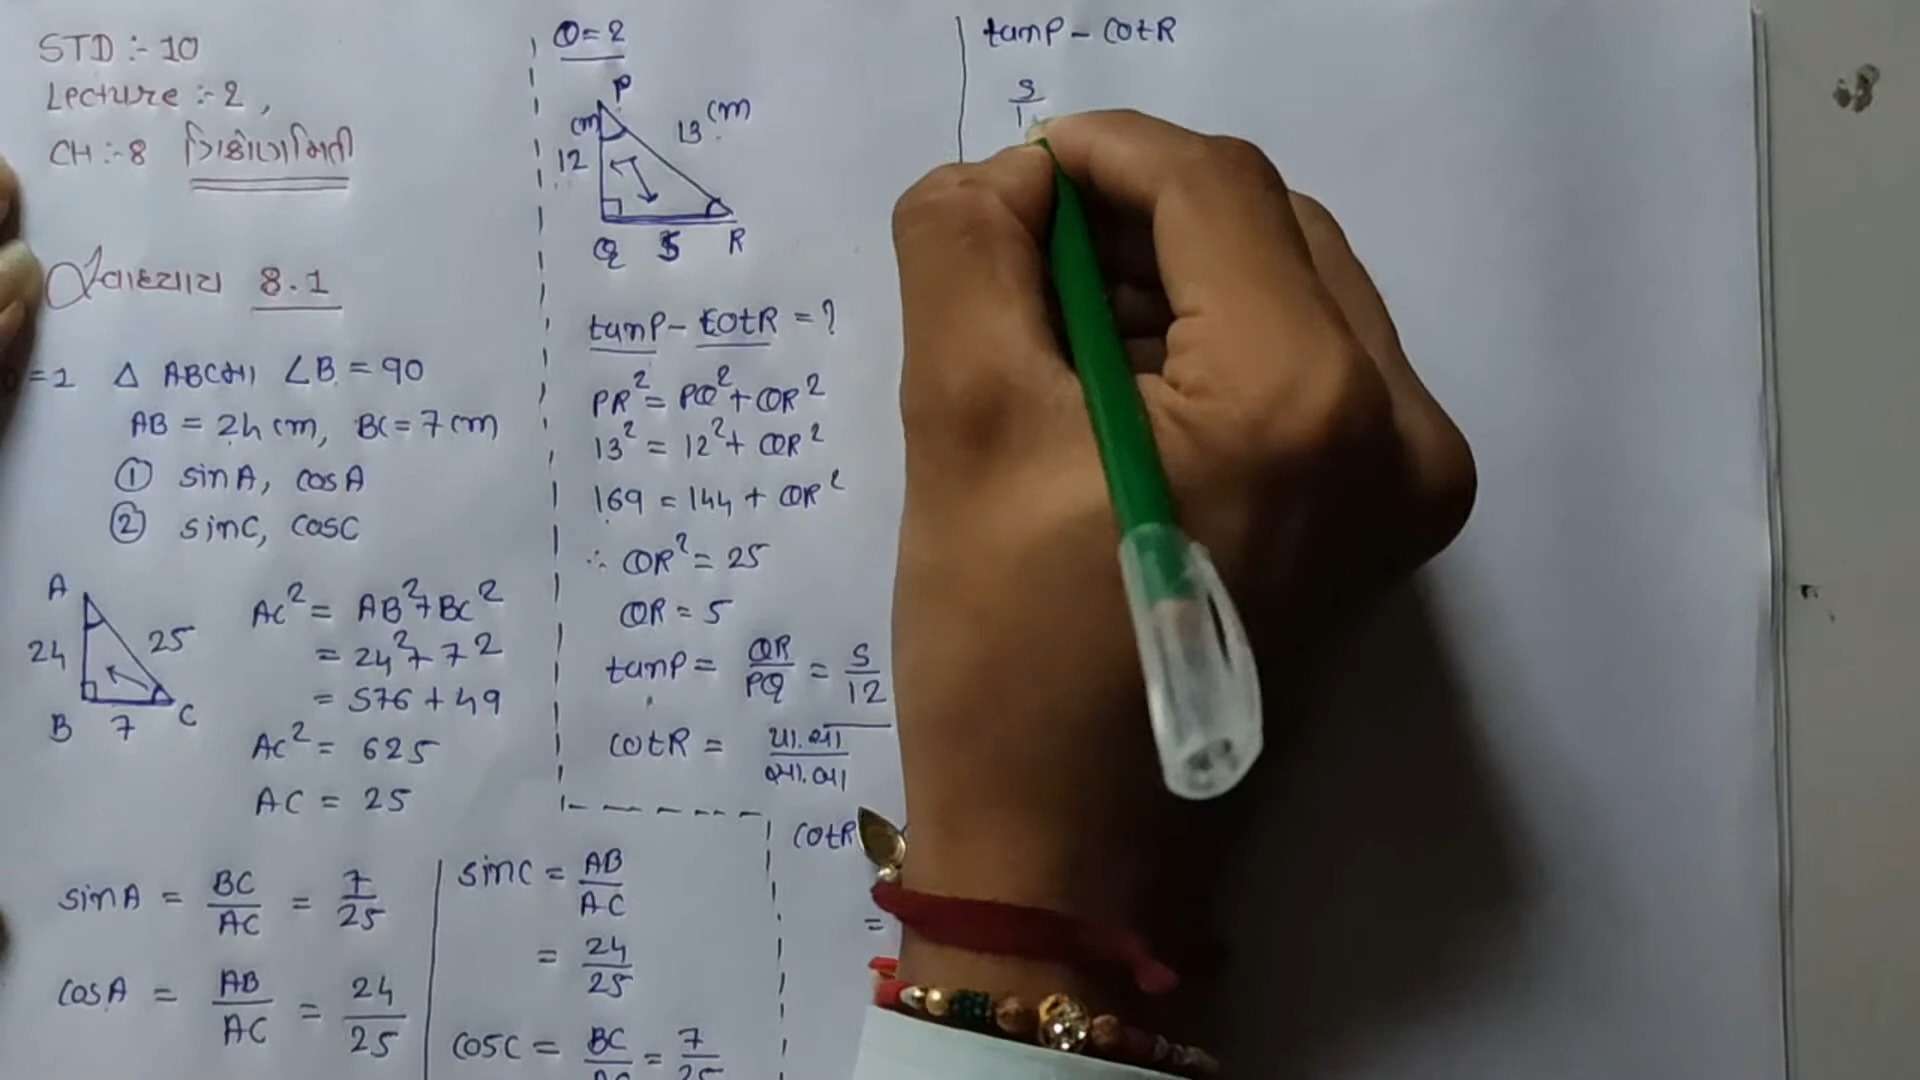 STD :- 10
Lecture :- 2,
CH :- 8 ત્રિકોણમિતી
સ્વાધ્યાય 8.1
=1 △ ABCમાં ∠B = 90
AB = 24 cm, BC = 7 cm
① sinA, cosA
② sinC, cosC
A
24 25
B 7 C
AC² = AB² + BC²
= 24² + 7²
= 576 + 49
AC² = 625
AC = 25
sinA = BC/AC = 7/25
cosA = AB/AC = 24/25
sinC = AB/AC
= 24/25
cosC = BC/AC = 7/25
Q=2
P
cm 13 cm
12
Q 5 R
tanP - cotR = ?
PR² = PQ² + QR²
13² = 12² + QR²
169 = 144 + QR²
∴ QR² = 25
QR = 5
tanP = QR/PQ = 5/12
cotR = પા.બા/સા.બા
cotR
=
tanP - cotR
5/1